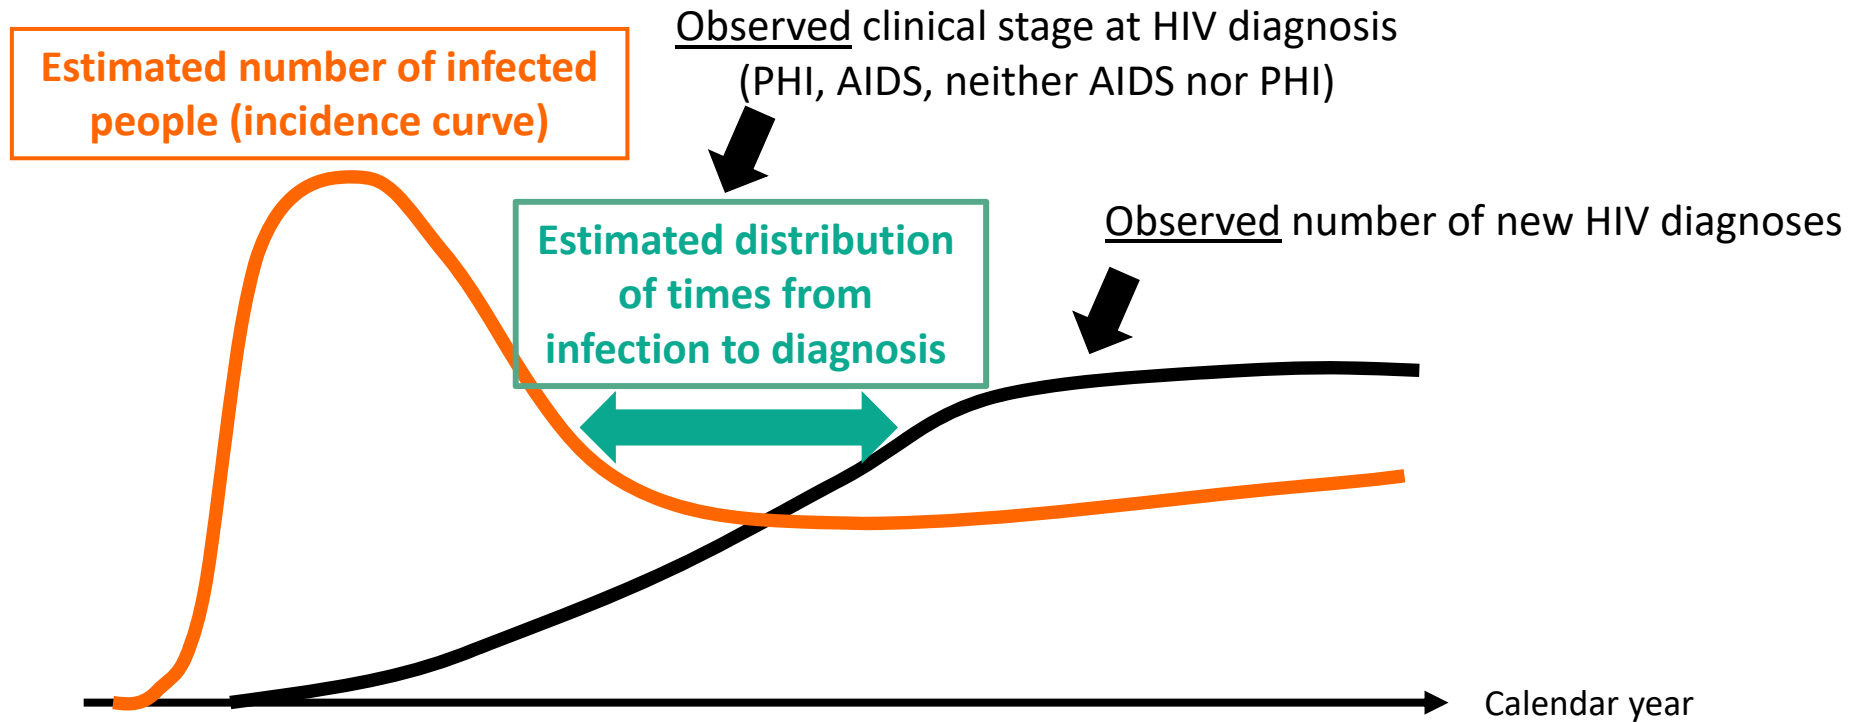 Observed clinical stage at HIV diagnosis
(PHI, AIDS, neither AIDS nor PHI)
Estimated number of infected
people (incidence curve)
Estimated distribution
of times from
infection to diagnosis
Observed number of new HIV diagnoses
Calendar year